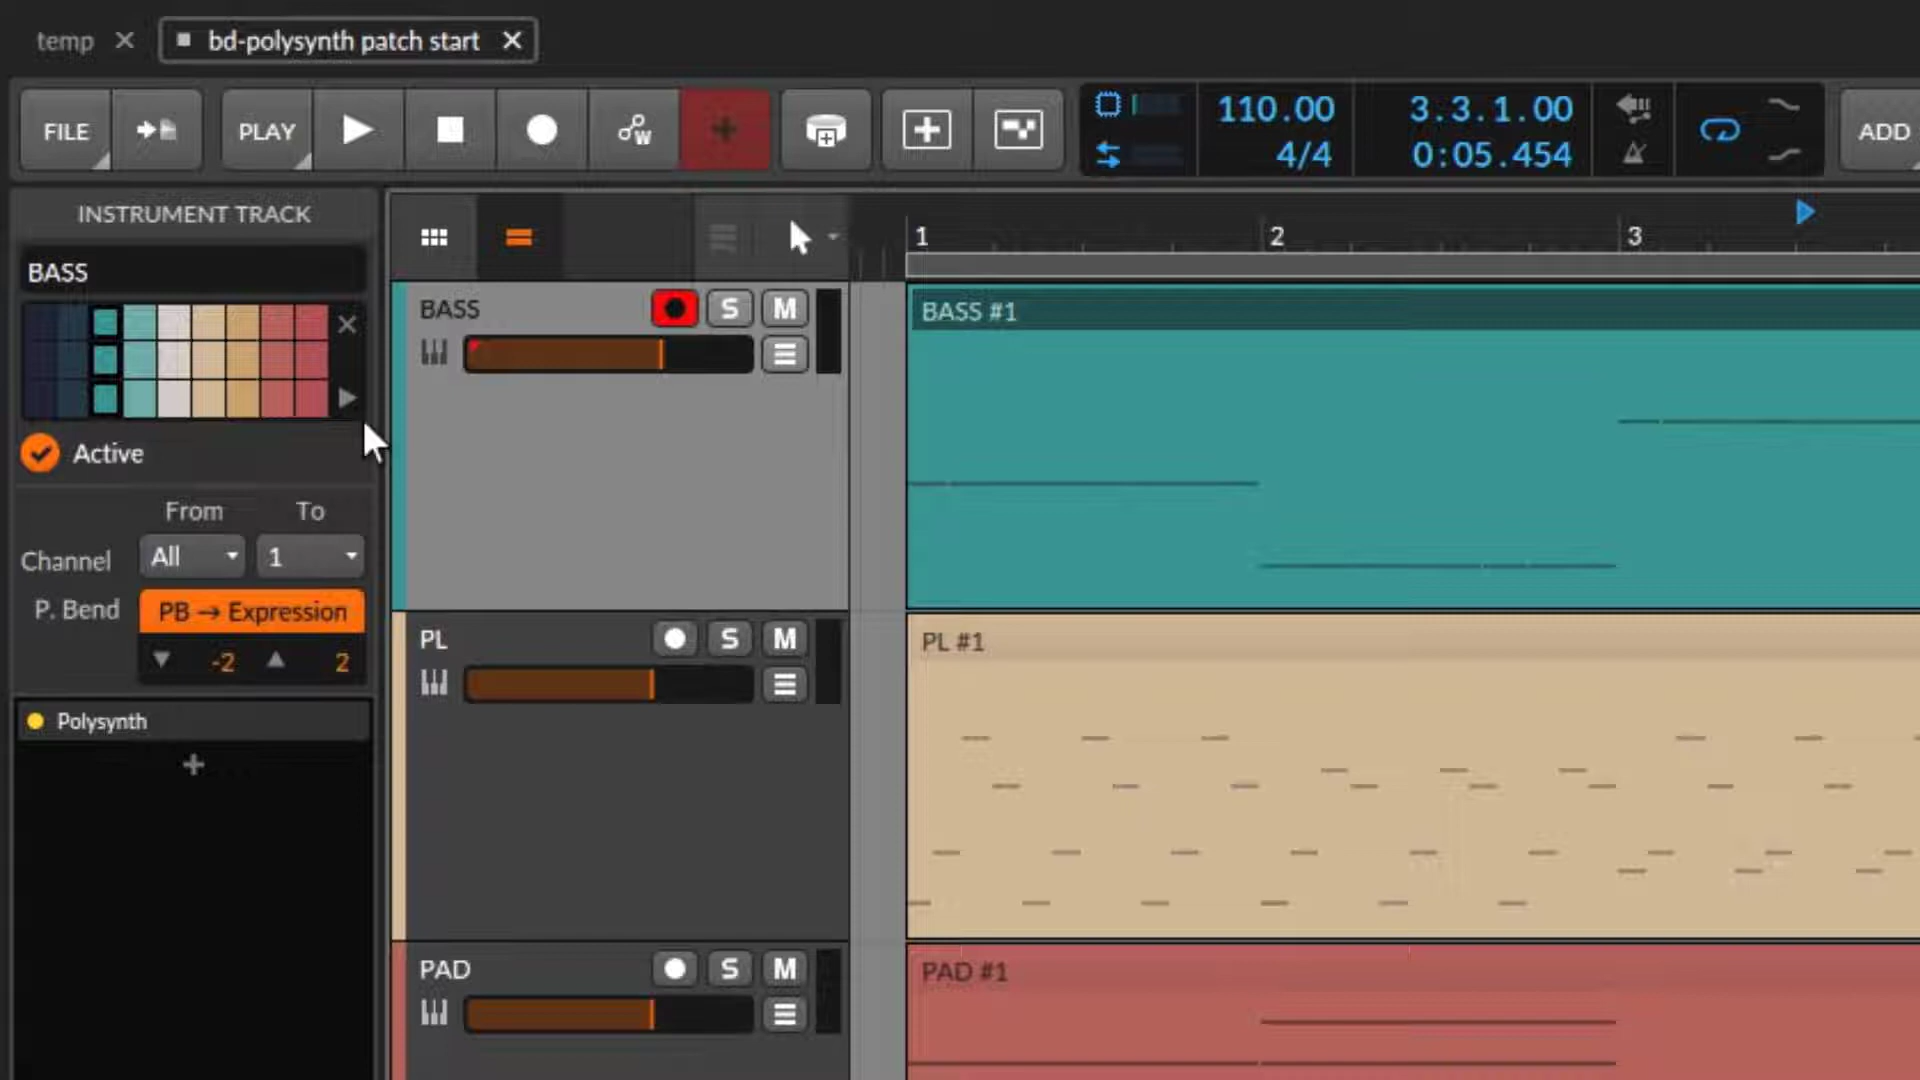 temp
bd-polysynth patch start
FILE
PLAY
W
110.00
4/4
3.3.1.00
0:05.454
ADD
INSTRUMENT TRACK
BASS
Active
From To
Channel All 1
P. Bend PB → Expression
-2 2
Polysynth
1 2 3
BASS S M
BASS #1
PL S M
PL #1
PAD S M
PAD #1